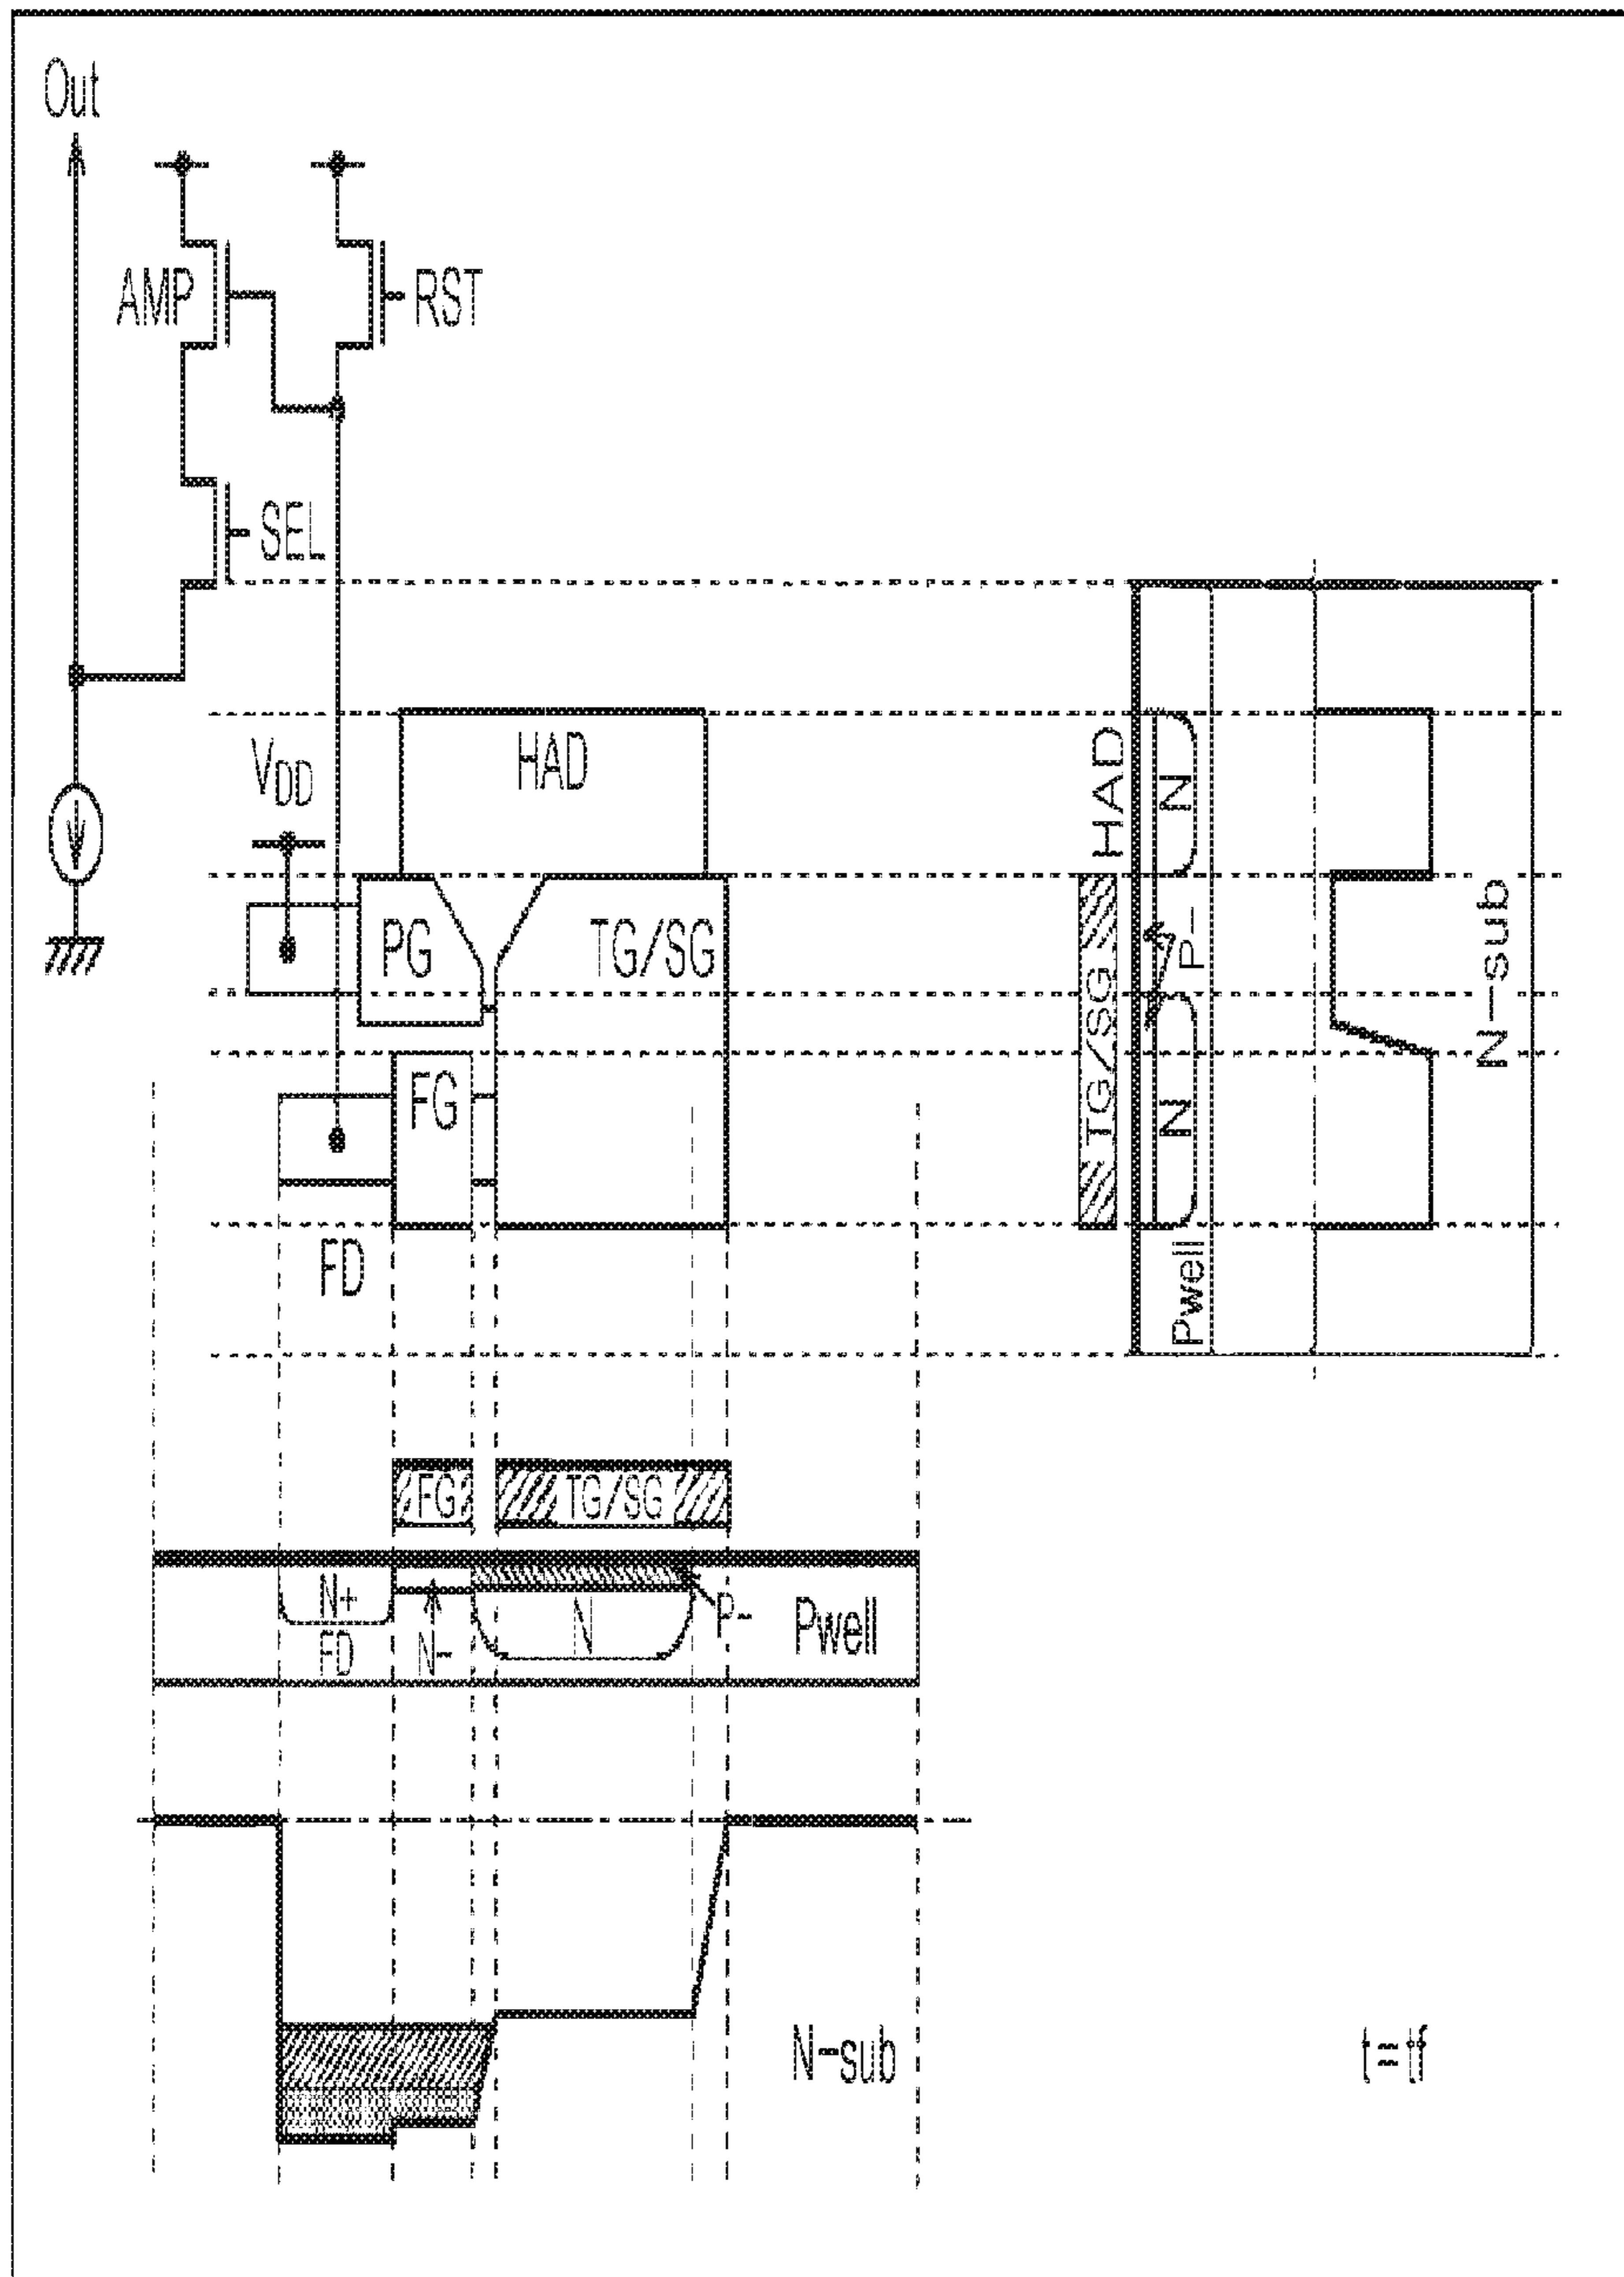 Out
AMP
RST
SEL
VDD
HAD
PG
TG/SG
FG
FD
HAD
TG/SG
N
P-
N
Pwell
N-sub
FG
TG/SG
N+
FD
N-
N
P-
Pwell
N-sub
t=tf